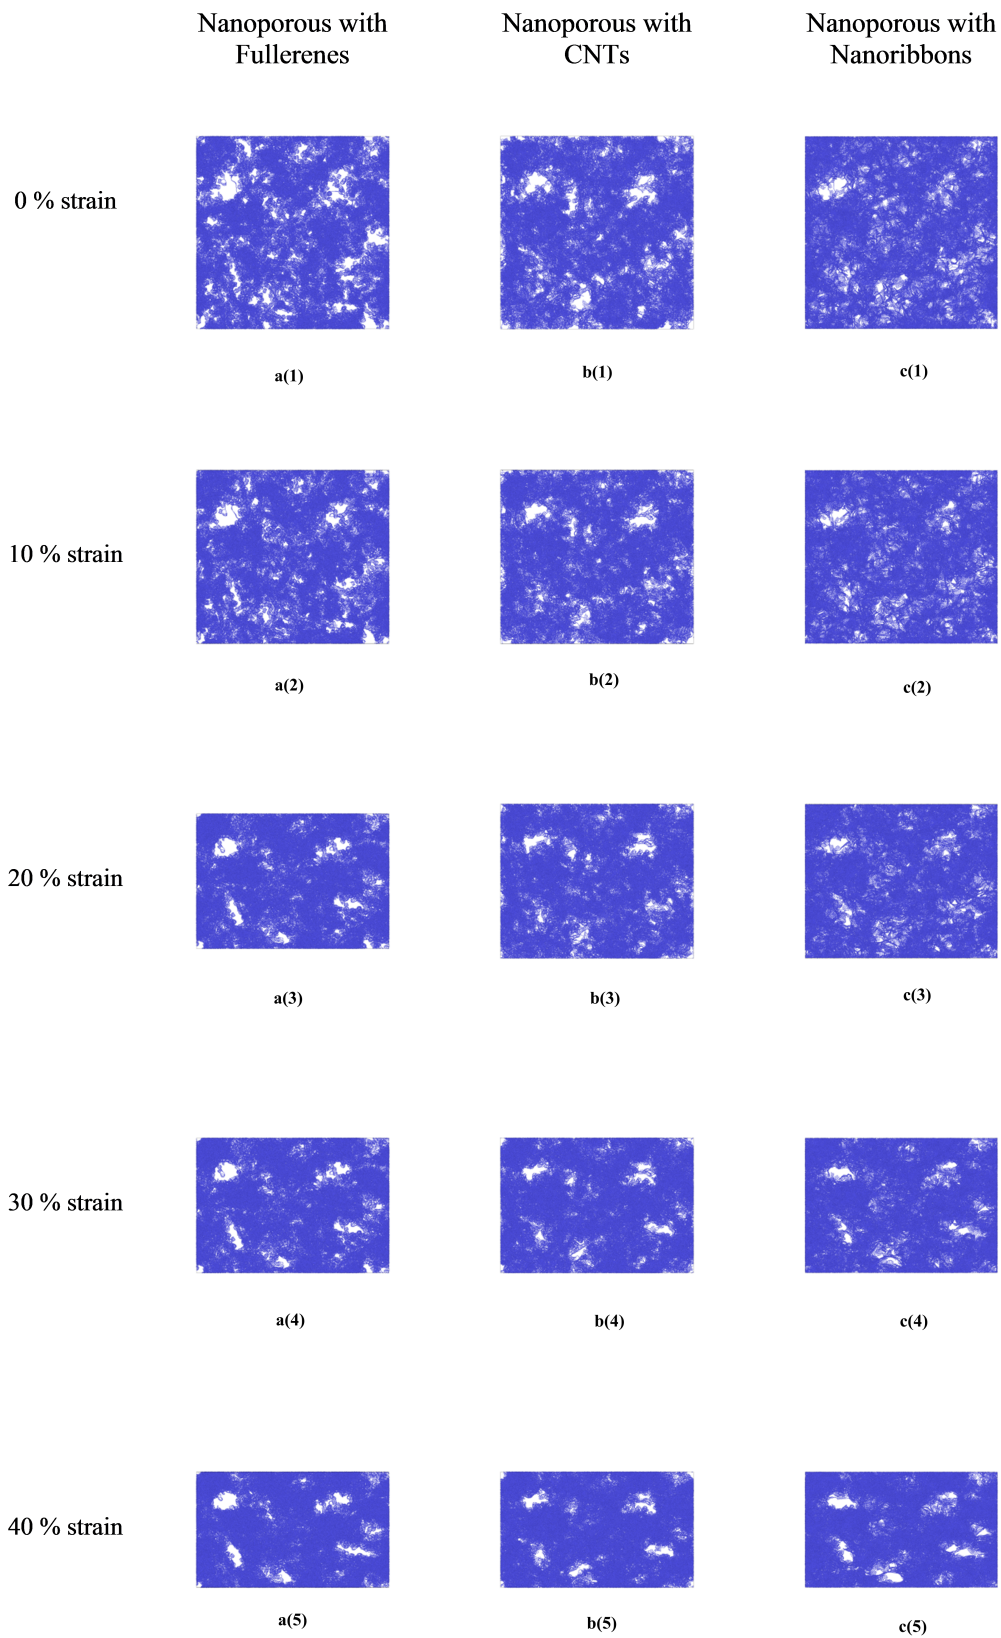 Nanoporous with
Fullerenes
Nanoporous with
CNTs
Nanoporous with
Nanoribbons
0 % strain
a(1)
b(1)
c(1)
10 % strain
a(2)
b(2)
c(2)
20 % strain
a(3)
b(3)
c(3)
30 % strain
a(4)
b(4)
c(4)
40 % strain
a(5)
b(5)
c(5)